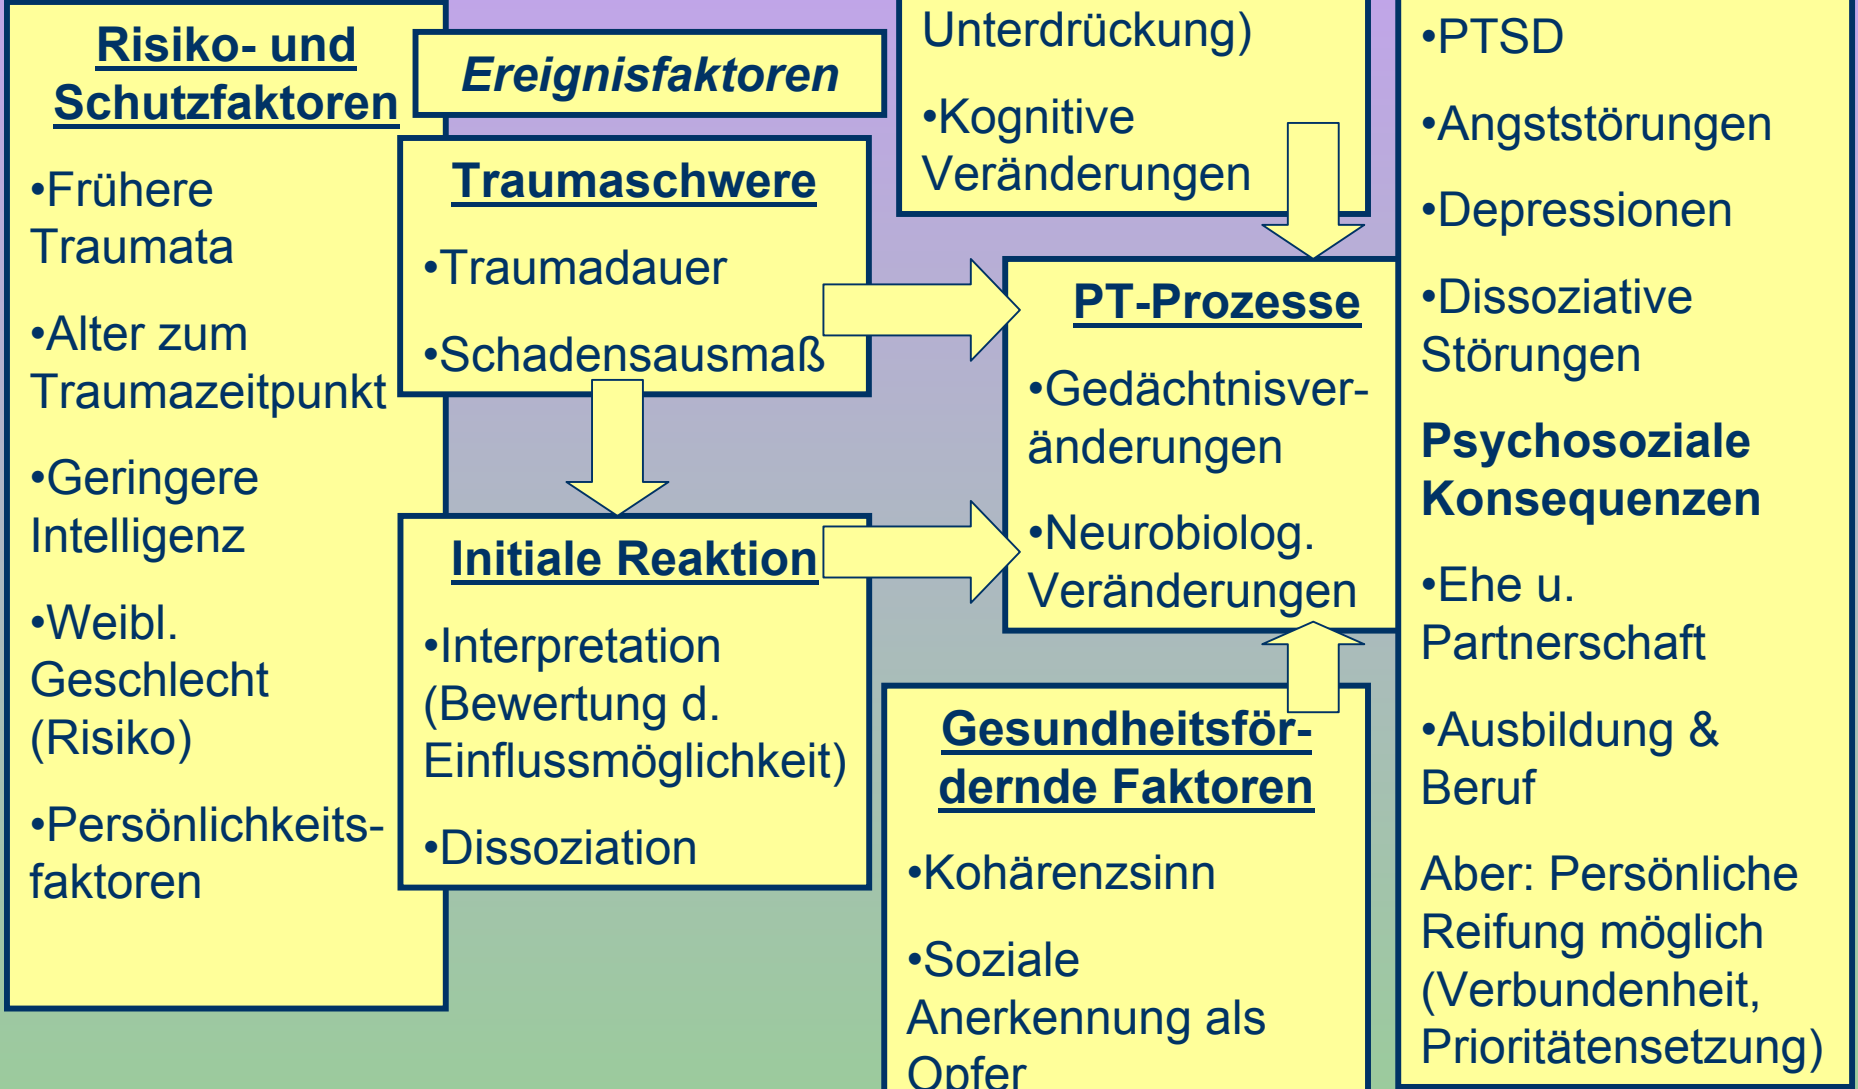 Risiko- und
Schutzfaktoren
•Frühere
Traumata
•Alter zum
Traumazeitpunkt
•Geringere
Intelligenz
•Weibl.
Geschlecht
(Risiko)
•Persönlichkeits-
faktoren
Ereignisfaktoren
Traumaschwere
•Traumadauer
•Schadensausmaß
Initiale Reaktion
•Interpretation
(Bewertung d.
Einflussmöglichkeit)
•Dissoziation
Unterdrückung)
•Kognitive
Veränderungen
PT-Prozesse
•Gedächtnisver-
änderungen
•Neurobiolog.
Veränderungen
Gesundheitsför-
dernde Faktoren
•Kohärenzsinn
•Soziale
Anerkennung als
Opfer
•PTSD
•Angststörungen
•Depressionen
•Dissoziative
Störungen
Psychosoziale
Konsequenzen
•Ehe u.
Partnerschaft
•Ausbildung &
Beruf
Aber: Persönliche
Reifung möglich
(Verbundenheit,
Prioritätensetzung)